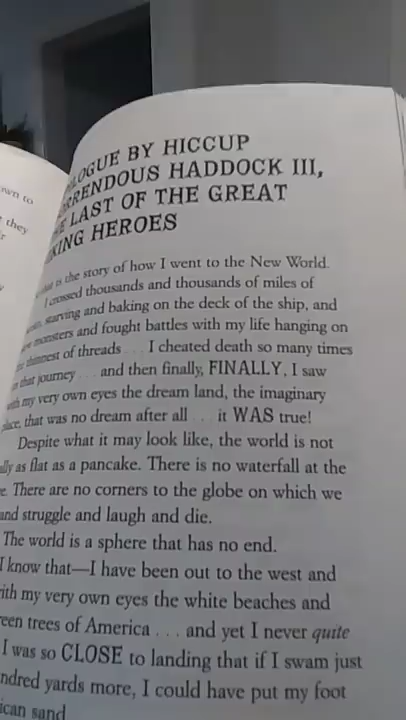 own to
they
LOGUE BY HICCUP
RRENDOUS HADDOCK III,
E LAST OF THE GREAT
KING HEROES
is the story of how I went to the New World.
I crossed thousands and thousands of miles of
starving and baking on the deck of the ship, and
monsters and fought battles with my life hanging on
thinnest of threads . . . I cheated death so many times
that journey . . . and then finally, FINALLY, I saw
with my very own eyes the dream land, the imaginary
place, that was no dream after all . . . it WAS true!
Despite what it may look like, the world is not
lly as flat as a pancake. There is no waterfall at the
e. There are no corners to the globe on which we
and struggle and laugh and die.
The world is a sphere that has no end.
I know that—I have been out to the west and
ith my very own eyes the white beaches and
een trees of America . . . and yet I never quite
I was so CLOSE to landing that if I swam just
ndred yards more, I could have put my foot
ican sand